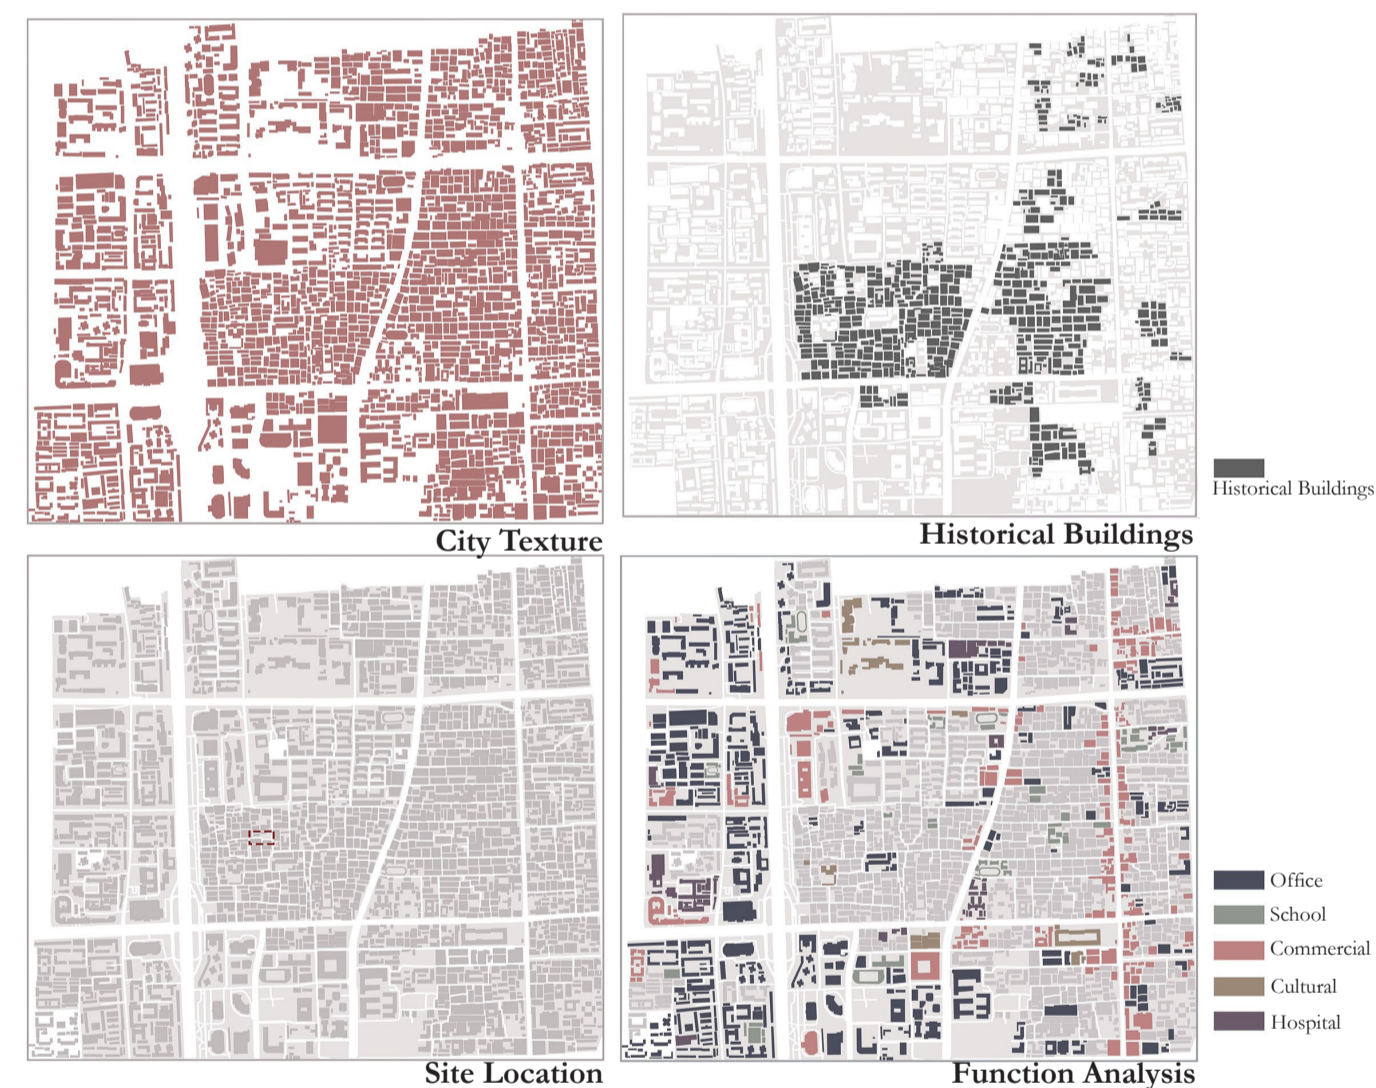 City Texture
Historical Buildings
Historical Buildings
Site Location
Function Analysis
Office
School
Commercial
Cultural
Hospital